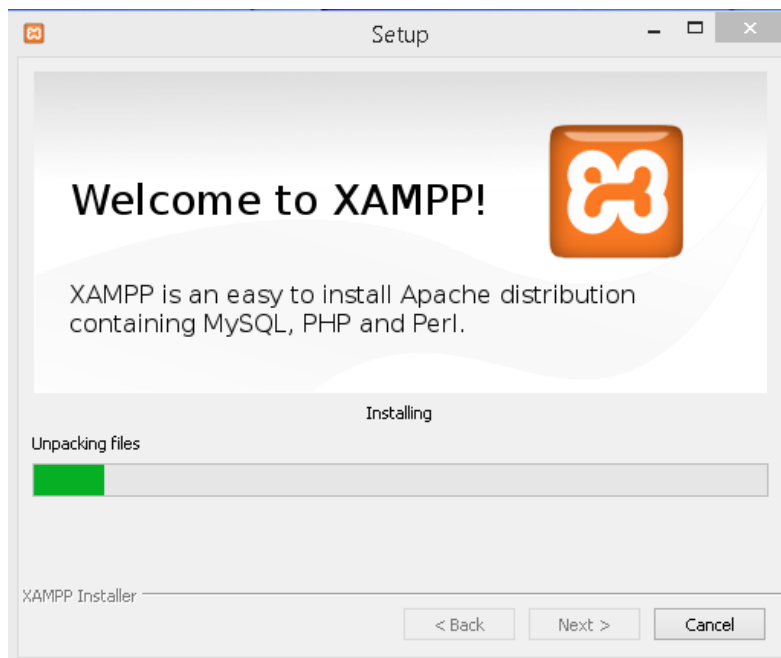 Setup
Welcome to XAMPP!
XAMPP is an easy to install Apache distribution
containing MySQL, PHP and Perl.
Installing
Unpacking files
XAMPP Installer
< Back Next > Cancel